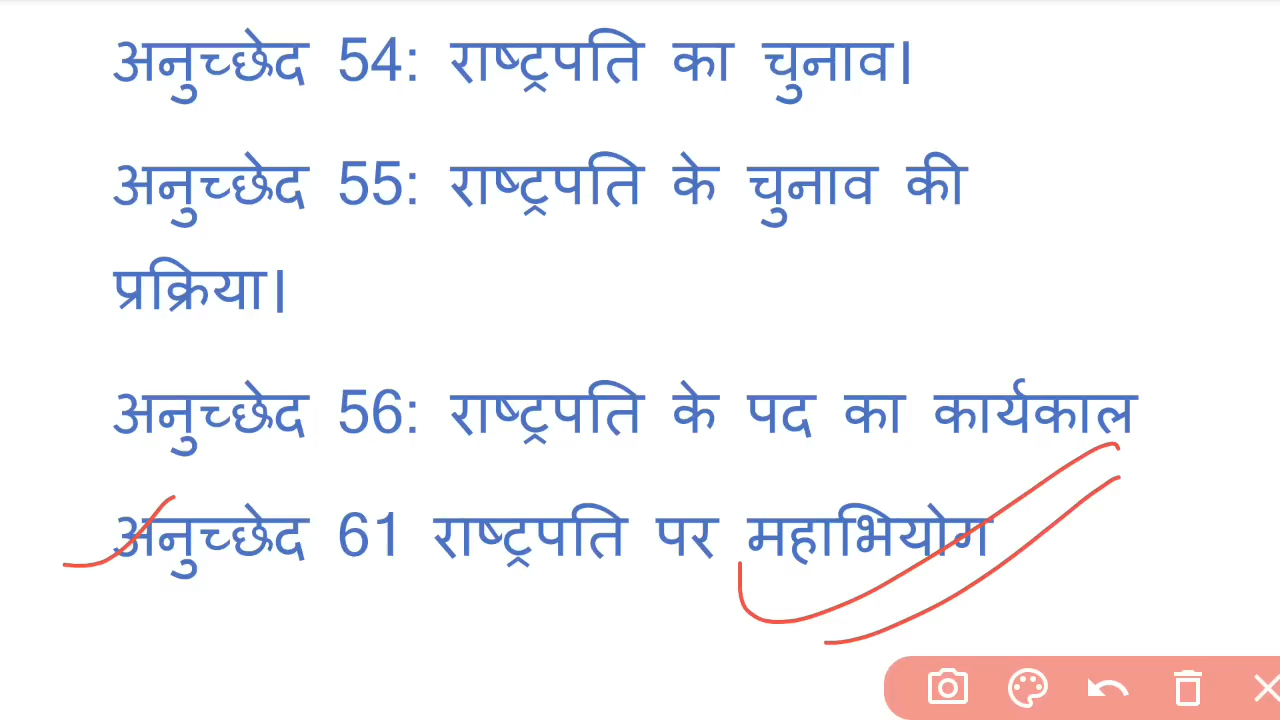 अनुच्छेद 54: राष्ट्रपति का चुनाव।
अनुच्छेद 55: राष्ट्रपति के चुनाव की
प्रक्रिया।
अनुच्छेद 56: राष्ट्रपति के पद का कार्यकाल
अनुच्छेद 61 राष्ट्रपति पर महाभियोग